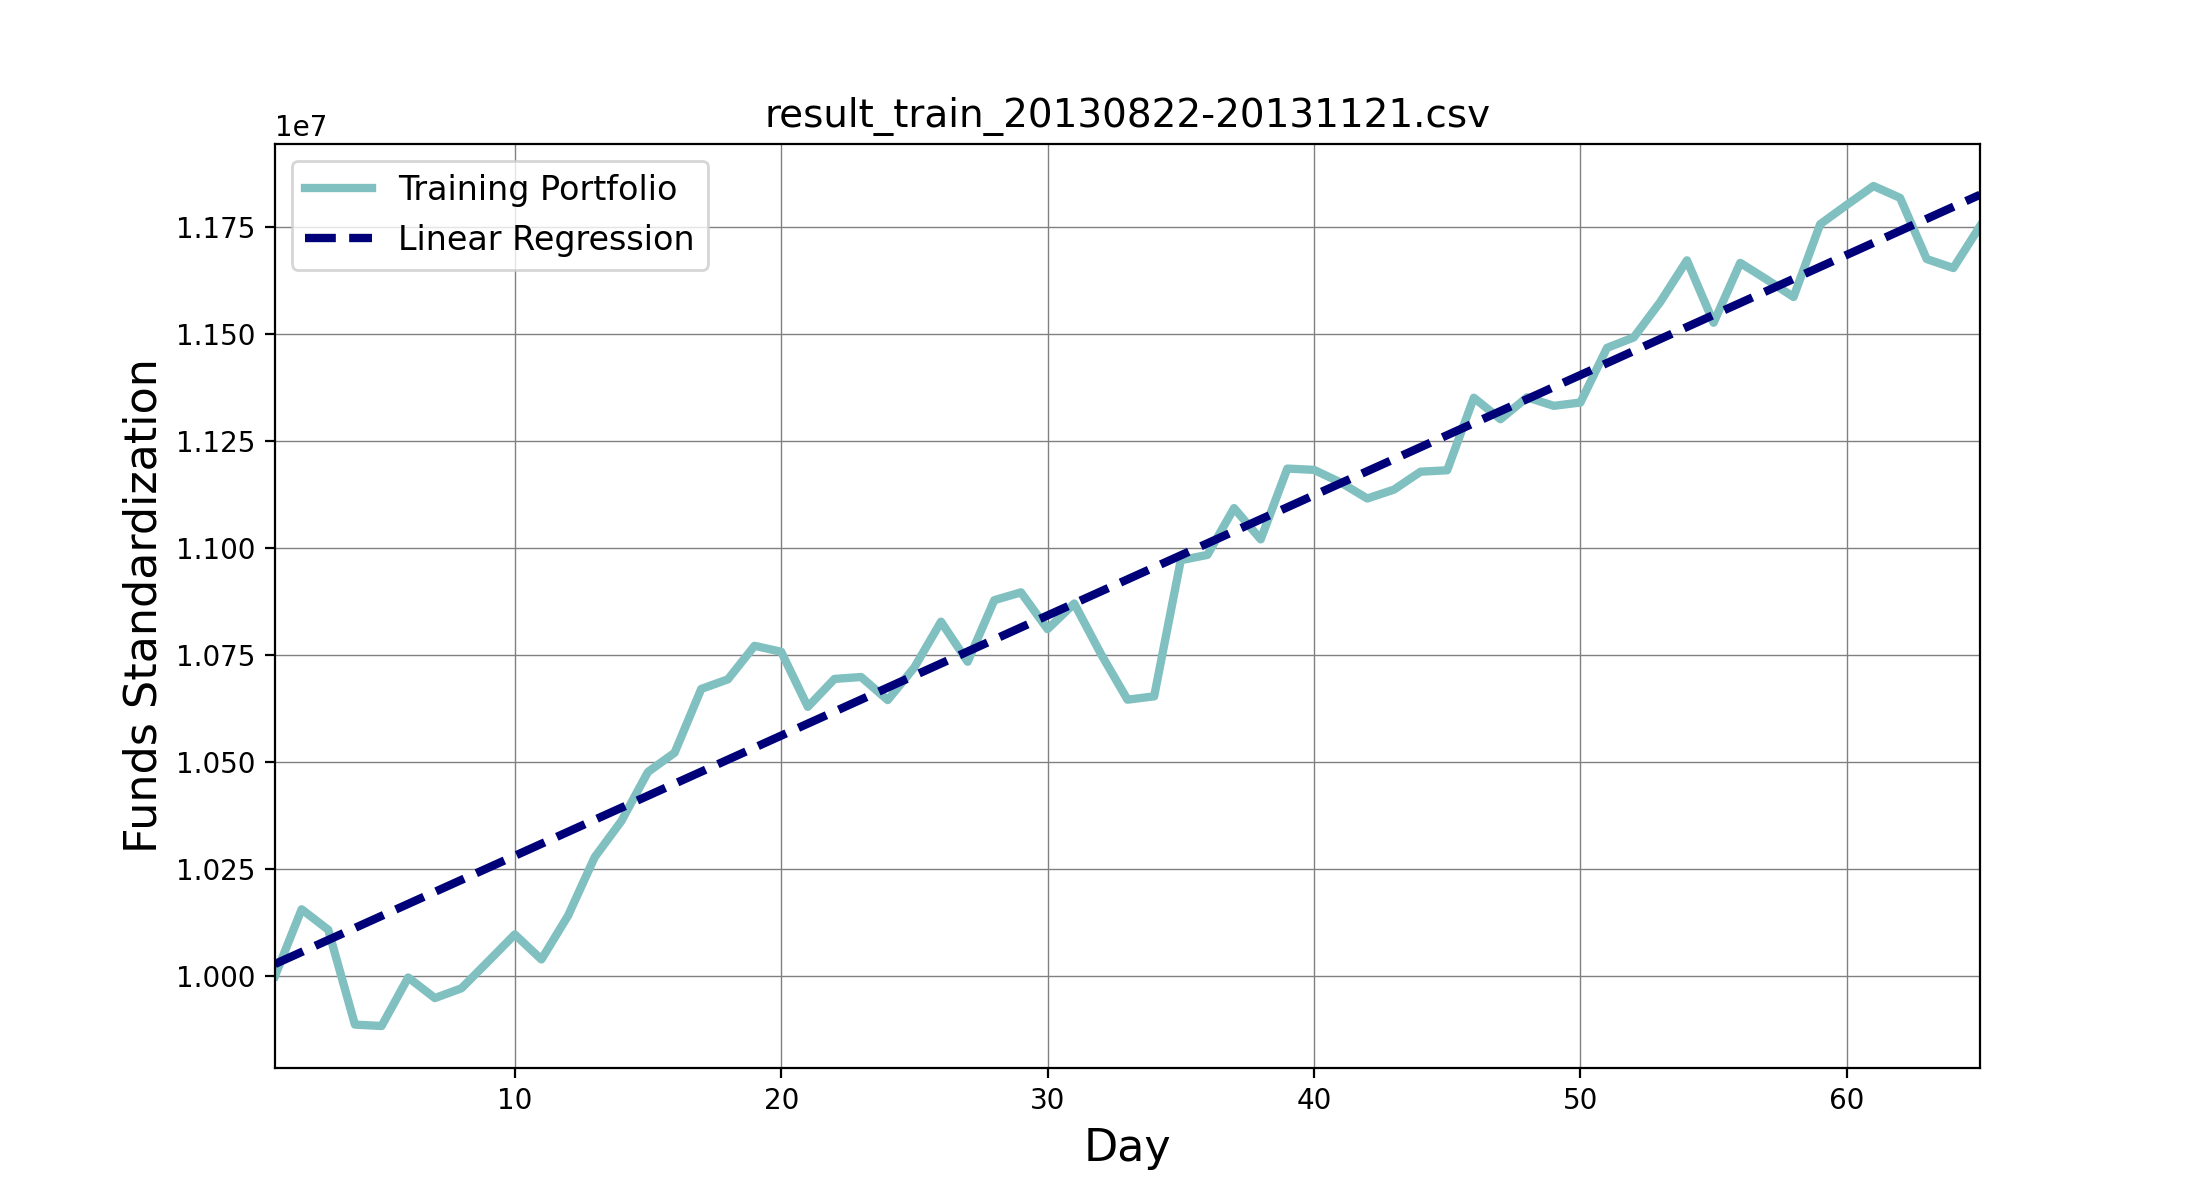 result_train_20130822-20131121.csv
1e7
Training Portfolio
Linear Regression
1.175
1.150
1.125
1.100
1.075
1.050
1.025
1.000
Funds Standardization
10 20 30 40 50 60
Day